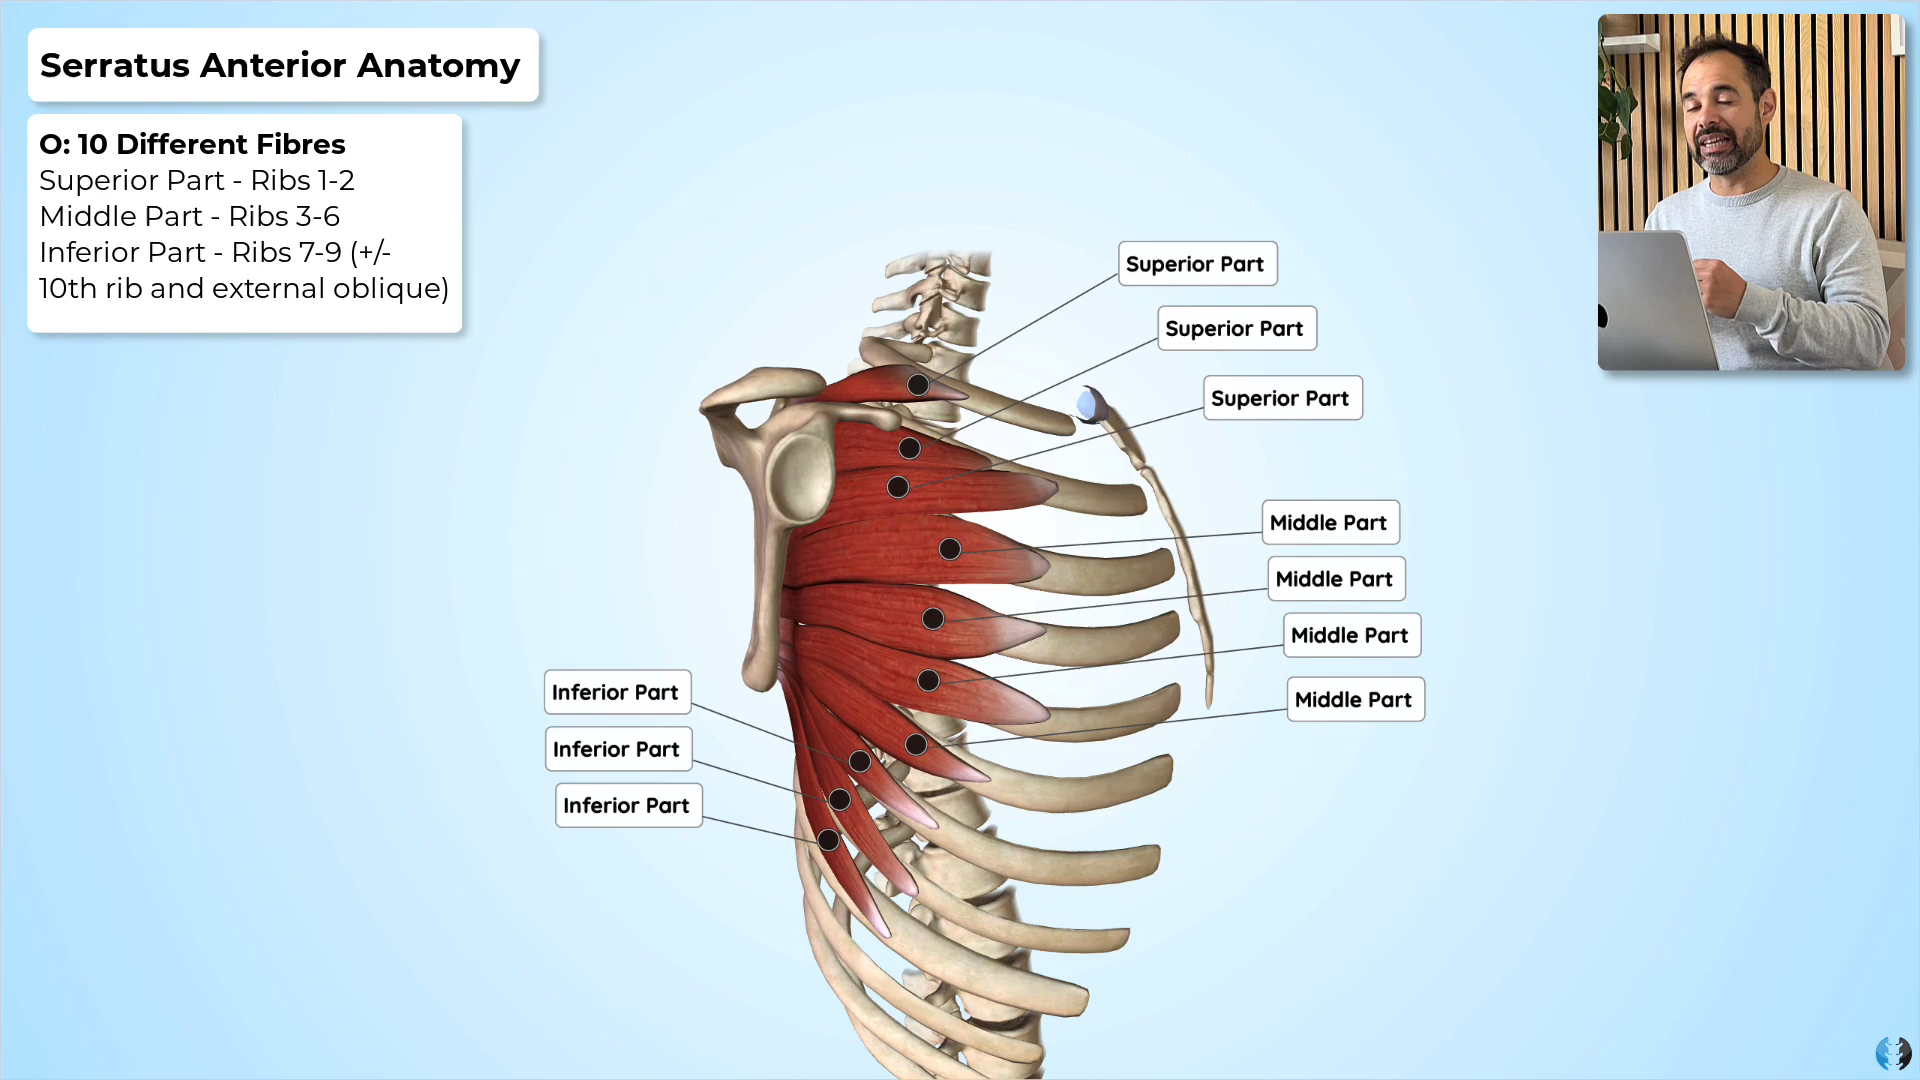 Serratus Anterior Anatomy
O: 10 Different Fibres
Superior Part - Ribs 1-2
Middle Part - Ribs 3-6
Inferior Part - Ribs 7-9 (+/-
10th rib and external oblique)
Superior Part
Superior Part
Superior Part
Middle Part
Middle Part
Middle Part
Middle Part
Inferior Part
Inferior Part
Inferior Part